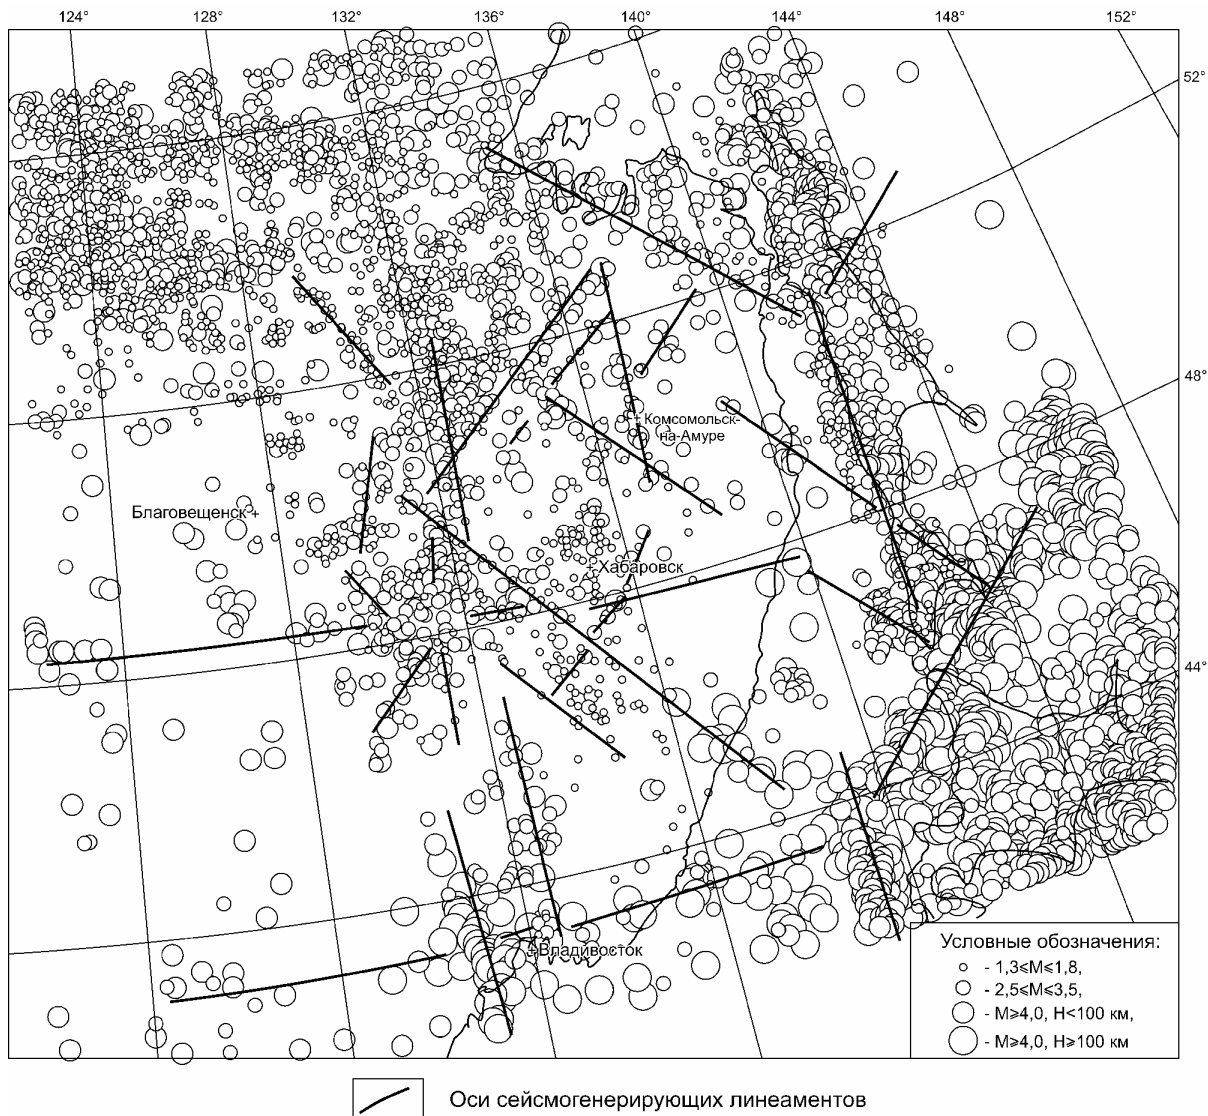 124° 128° 132° 136° 140° 144° 148° 152°
52°
48°
Комсомольск-
на-Амуре
Благовещенск
Хабаровск
44°
Владивосток
Условные обозначения:
- 1,3⩽M⩽1,8,
- 2,5⩽M⩽3,5,
- M⩾4,0, H<100 км,
- M⩾4,0, H⩾100 км
Оси сейсмогенерирующих линеаментов